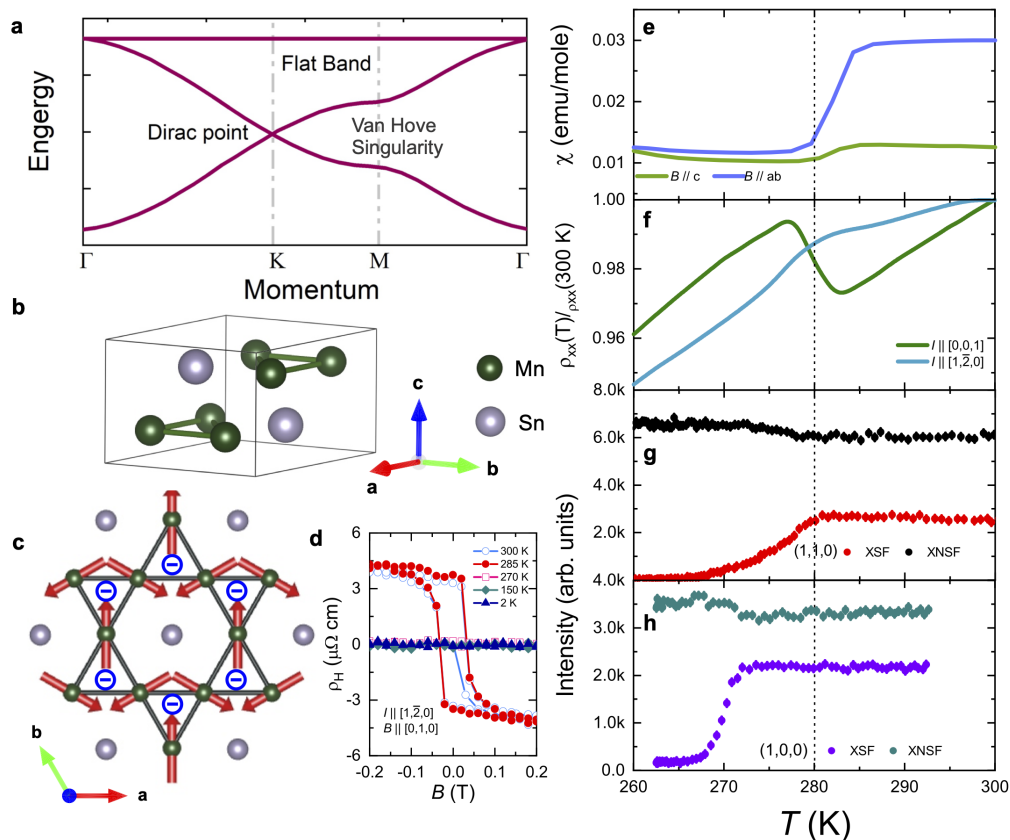 a
Engergy
Flat Band
Dirac point
Van Hove
Singularity
Γ
K
M
Γ
Momentum
b
Mn
Sn
c
a
b
c
b
a
d
ρH (μΩ cm)
6
3
0
-3
-6
300 K
285 K
270 K
150 K
2 K
I || [1,2̅,0]
B || [0,1,0]
-0.2
-0.1
0.0
0.1
0.2
B (T)
e
χ (emu/mole)
0.03
0.02
0.01
B // c
B // ab
f
ρxx(T)/ρxx(300 K)
1.00
0.98
0.96
I || [0,0,1]
I || [1,2̅,0]
g
8.0k
6.0k
4.0k
2.0k
(1,1,0)
XSF
XNSF
Intensity (arb. units)
h
4.0k
3.0k
2.0k
1.0k
0.0
(1,0,0)
XSF
XNSF
260
270
280
290
300
T (K)